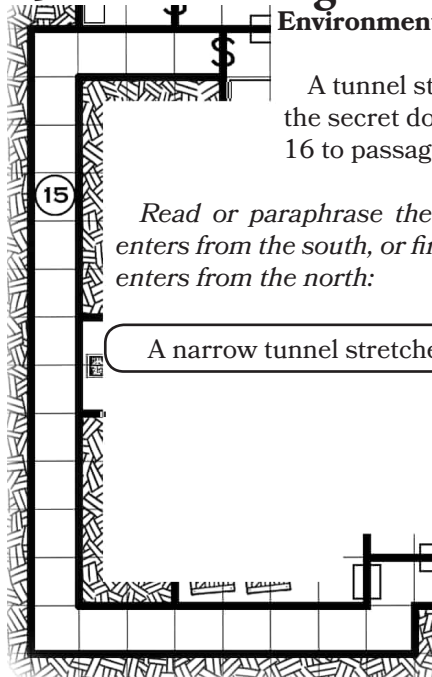 Environment
S
A tunnel st
the secret do
16 to passag
15
Read or paraphrase the
enters from the south, or fir
enters from the north:
A narrow tunnel stretche